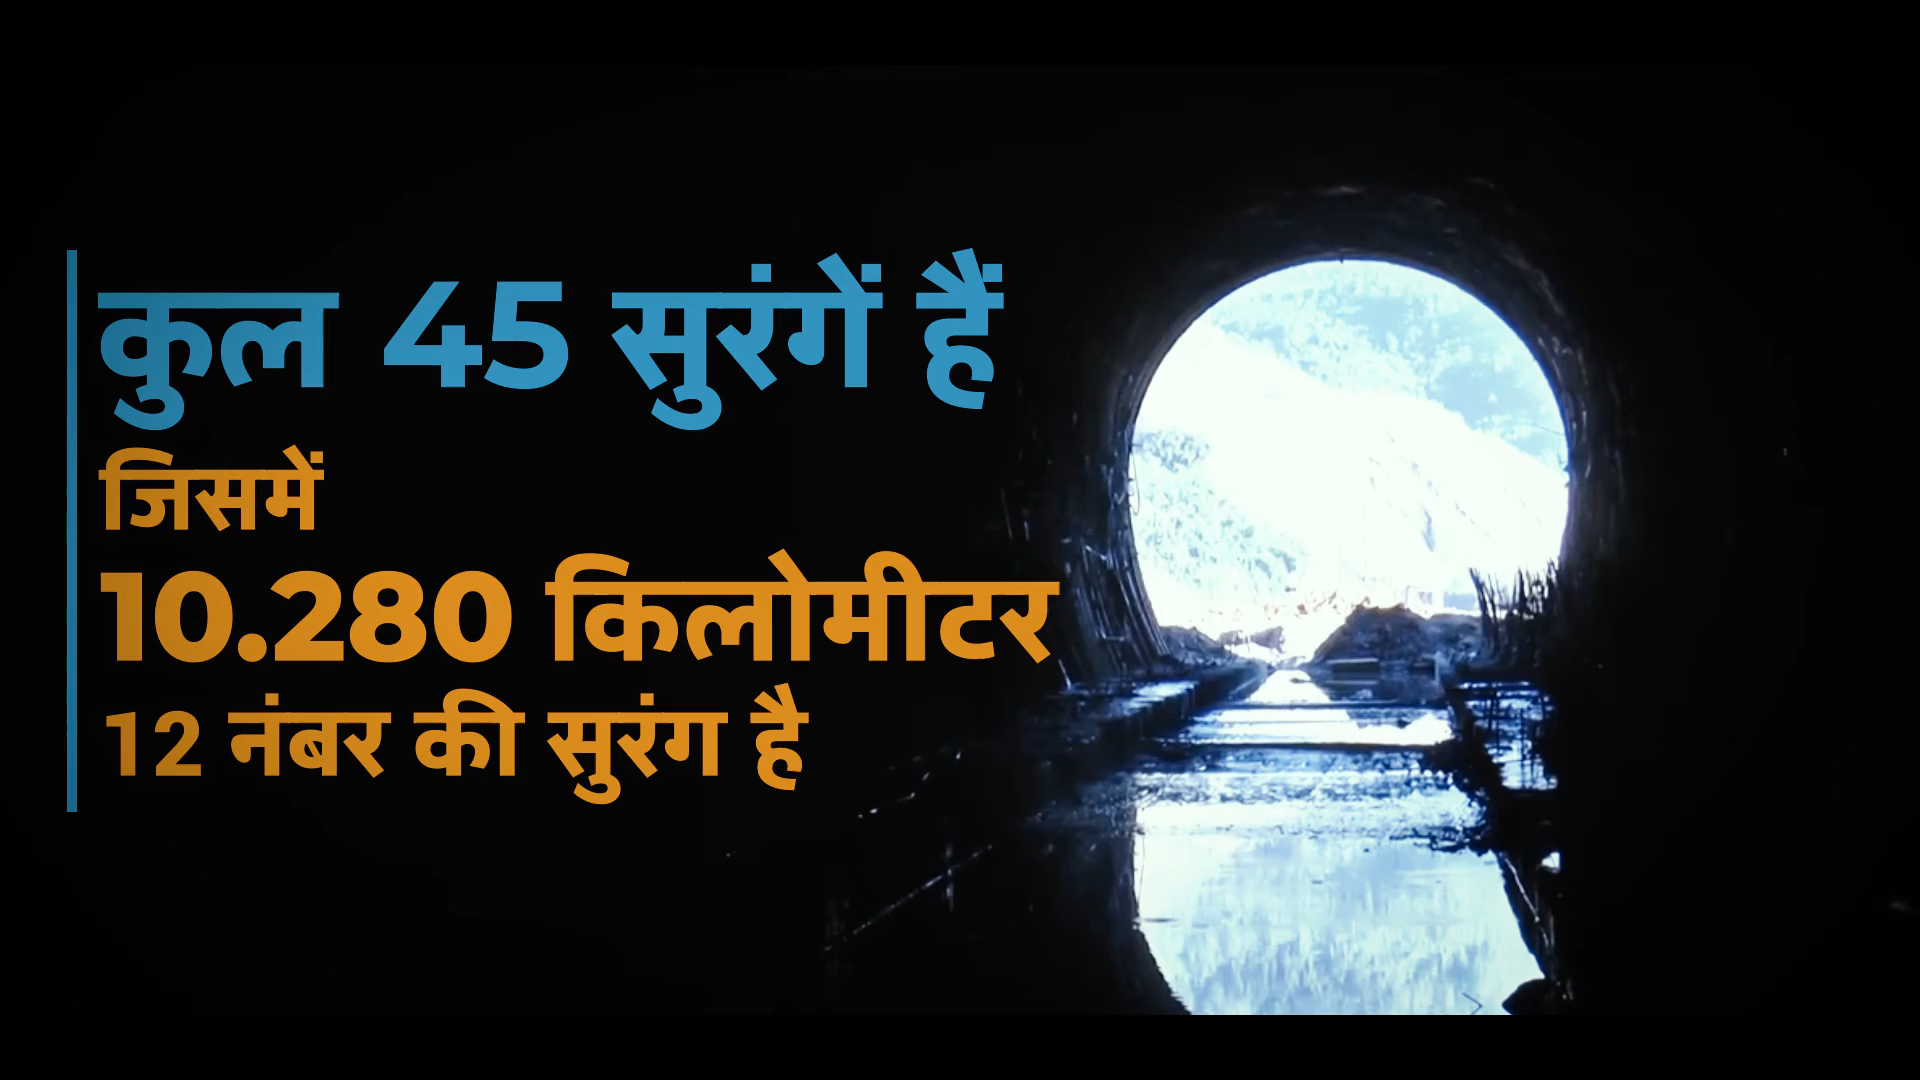 कुल 45 सुरंगें हैं
जिसमें
10.280 किलोमीटर
12 नंबर की सुरंग है